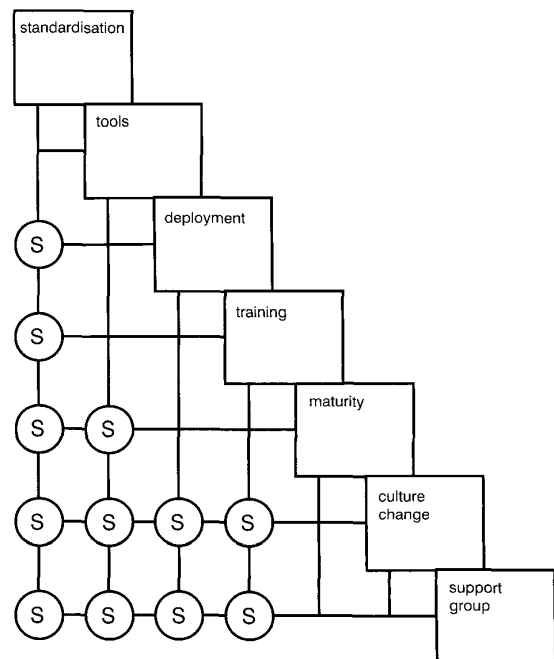 standardisation
tools
deployment
S
training
S
maturity
S S
culture
change
S S S S
support
group
S S S S